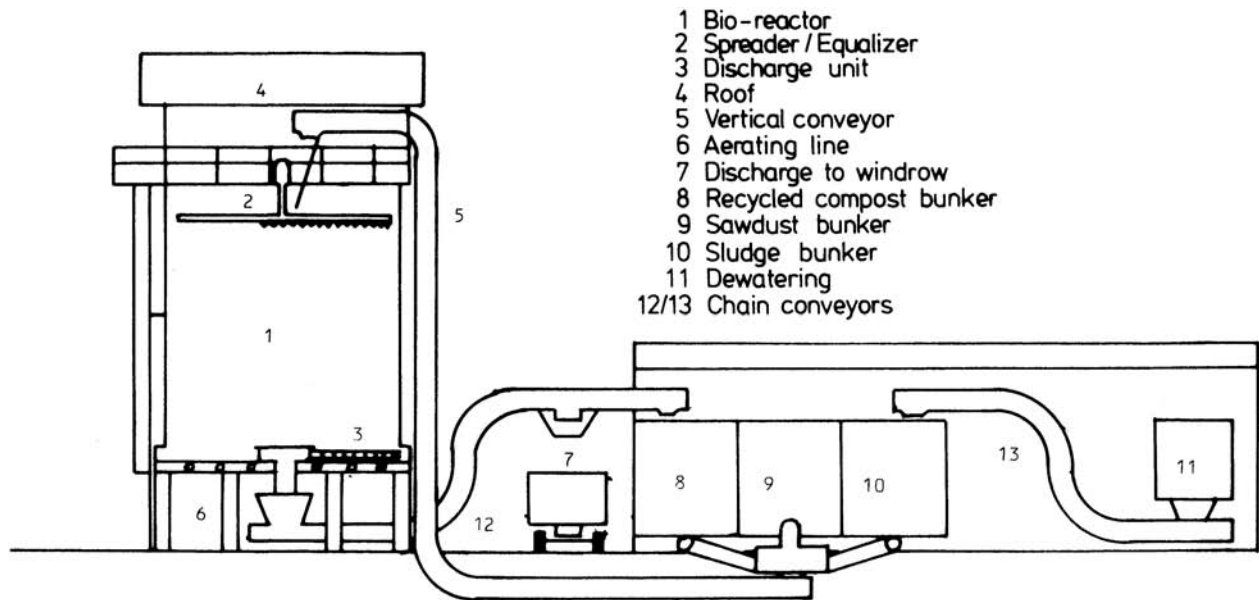 1 Bio-reactor
2 Spreader / Equalizer
3 Discharge unit
4 Roof
5 Vertical conveyor
6 Aerating line
7 Discharge to windrow
8 Recycled compost bunker
9 Sawdust bunker
10 Sludge bunker
11 Dewatering
12/13 Chain conveyors
4
2
5
1
3
7
8
9
10
13
11
6
12